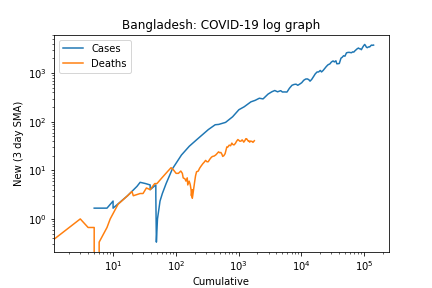 Bangladesh: COVID-19 log graph
Cases
Deaths
New (3 day SMA)
10³
10²
10¹
10⁰
10¹ 10² 10³ 10⁴ 10⁵
Cumulative